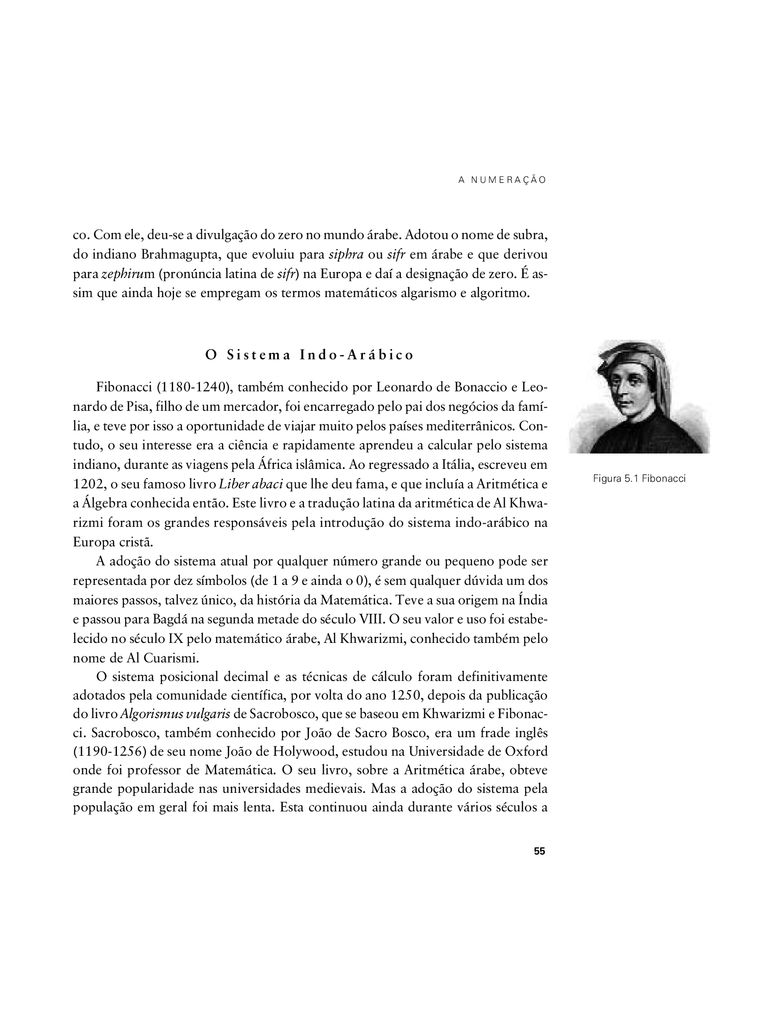 A NUMERAÇÃO
co. Com ele, deu-se a divulgação do zero no mundo árabe. Adotou o nome de subra,
do indiano Brahmagupta, que evoluiu para siphra ou sifr em árabe e que derivou
para zephirum (pronúncia latina de sifr) na Europa e daí a designação de zero. É as-
sim que ainda hoje se empregam os termos matemáticos algarismo e algoritmo.
O Sistema Indo-Arábico
Fibonacci (1180-1240), também conhecido por Leonardo de Bonaccio e Leo-
nardo de Pisa, filho de um mercador, foi encarregado pelo pai dos negócios da famí-
lia, e teve por isso a oportunidade de viajar muito pelos países mediterrânicos. Con-
tudo, o seu interesse era a ciência e rapidamente aprendeu a calcular pelo sistema
indiano, durante as viagens pela África islâmica. Ao regressado a Itália, escreveu em
1202, o seu famoso livro Liber abaci que lhe deu fama, e que incluía a Aritmética e
a Álgebra conhecida então. Este livro e a tradução latina da aritmética de Al Khwa-
rizmi foram os grandes responsáveis pela introdução do sistema indo-arábico na
Europa cristã.
A adoção do sistema atual por qualquer número grande ou pequeno pode ser
representada por dez símbolos (de 1 a 9 e ainda o 0), é sem qualquer dúvida um dos
maiores passos, talvez único, da história da Matemática. Teve a sua origem na Índia
e passou para Bagdá na segunda metade do século VIII. O seu valor e uso foi estabe-
lecido no século IX pelo matemático árabe, Al Khwarizmi, conhecido também pelo
nome de Al Cuarismi.
O sistema posicional decimal e as técnicas de cálculo foram definitivamente
adotados pela comunidade científica, por volta do ano 1250, depois da publicação
do livro Algorismus vulgaris de Sacrobosco, que se baseou em Khwarizmi e Fibonac-
ci. Sacrobosco, também conhecido por João de Sacro Bosco, era um frade inglês
(1190-1256) de seu nome João de Holywood, estudou na Universidade de Oxford
onde foi professor de Matemática. O seu livro, sobre a Aritmética árabe, obteve
grande popularidade nas universidades medievais. Mas a adoção do sistema pela
população em geral foi mais lenta. Esta continuou ainda durante vários séculos a
Figura 5.1 Fibonacci
55